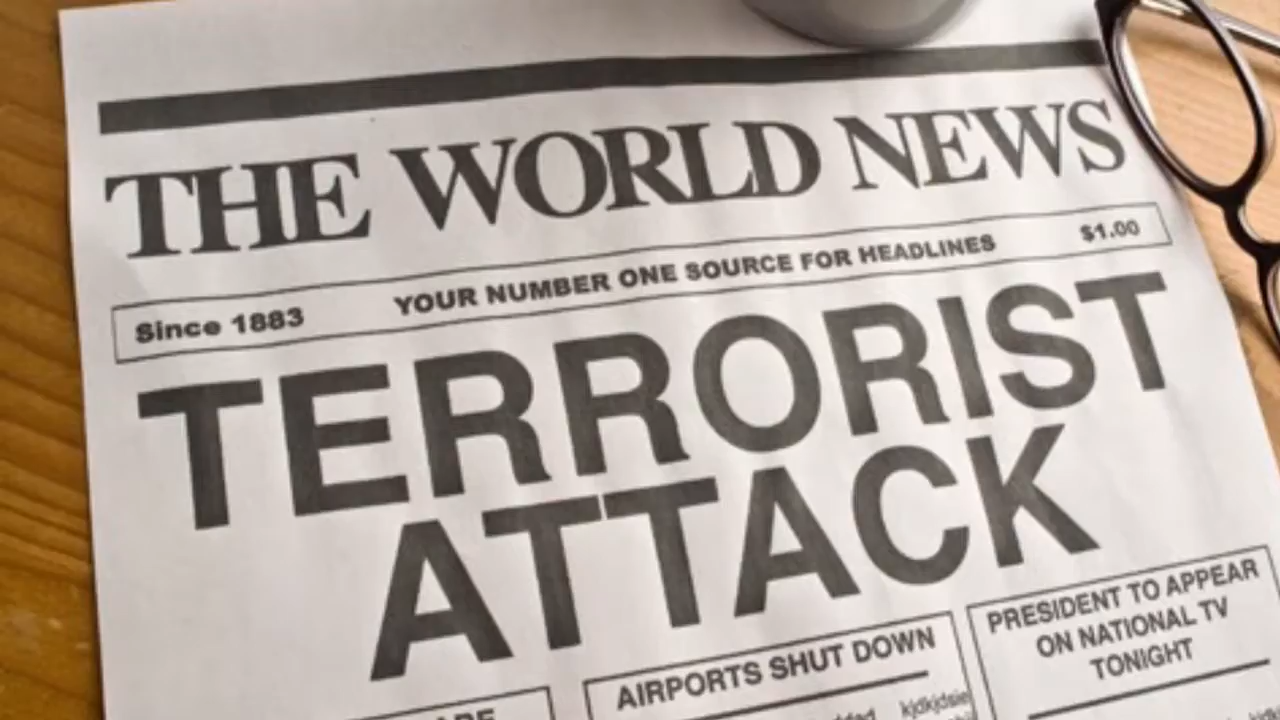 THE WORLD NEWS
Since 1883 YOUR NUMBER ONE SOURCE FOR HEADLINES $1.00
TERRORIST
ATTACK
AIRPORTS SHUT DOWN
PRESIDENT TO APPEAR
ON NATIONAL TV
TONIGHT
kjdkjdsie